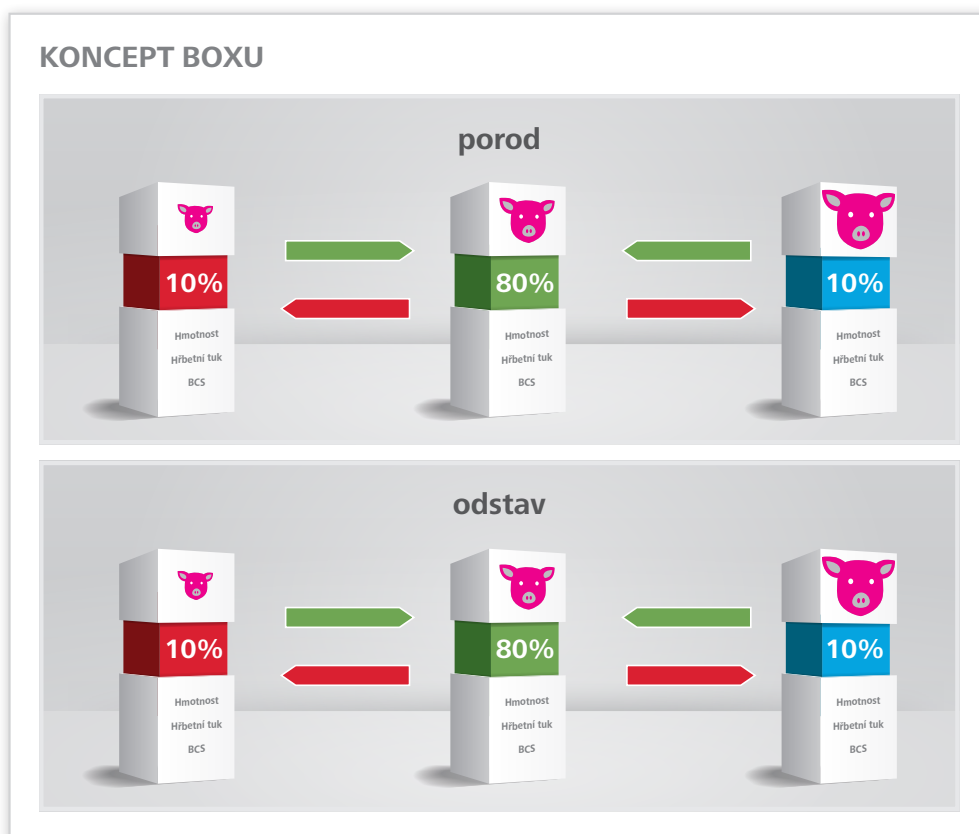 KONCEPT BOXU
porod
10%
80%
10%
Hmotnost
Hřbetní tuk
BCS
Hmotnost
Hřbetní tuk
BCS
Hmotnost
Hřbetní tuk
BCS
odstav
10%
80%
10%
Hmotnost
Hřbetní tuk
BCS
Hmotnost
Hřbetní tuk
BCS
Hmotnost
Hřbetní tuk
BCS